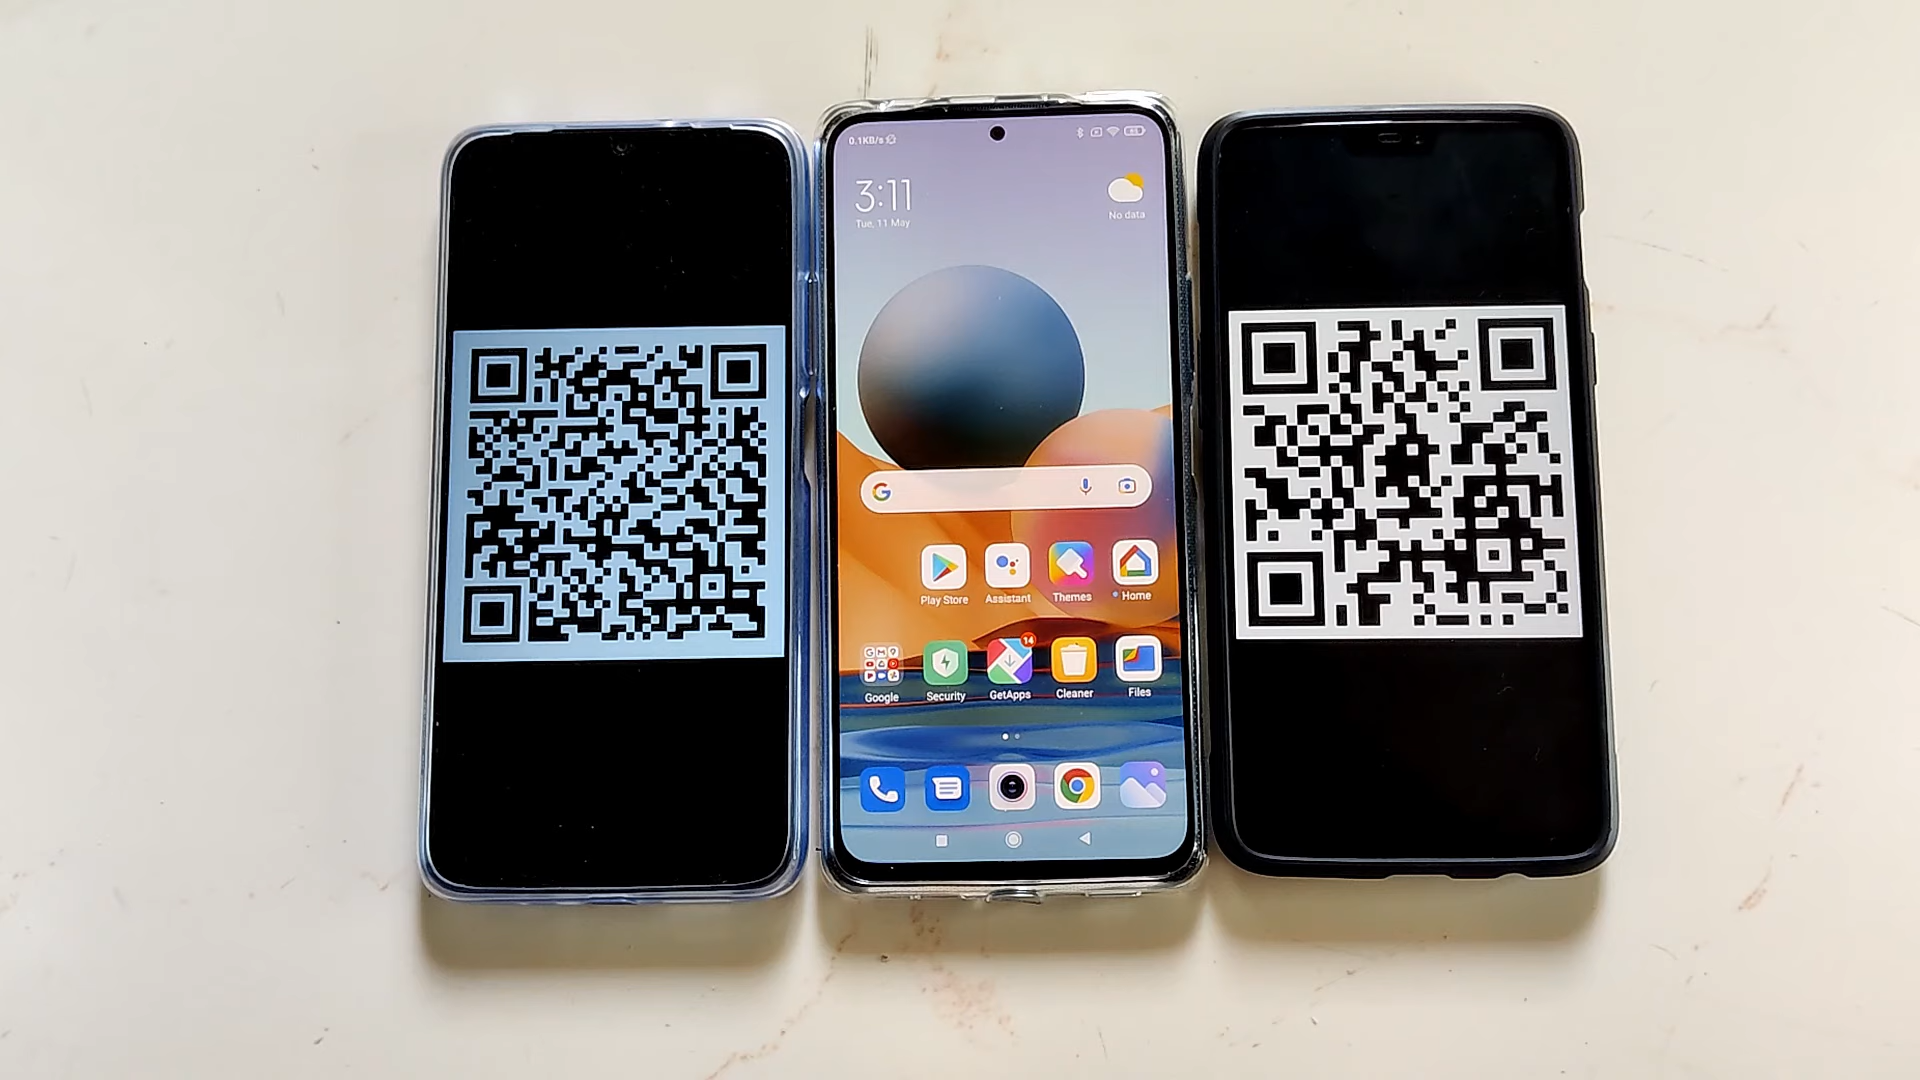 0.1KB/s
3:11
Tue, 11 May
No data
Play Store
Assistant
Themes
Home
14
Google
Security
GetApps
Cleaner
Files